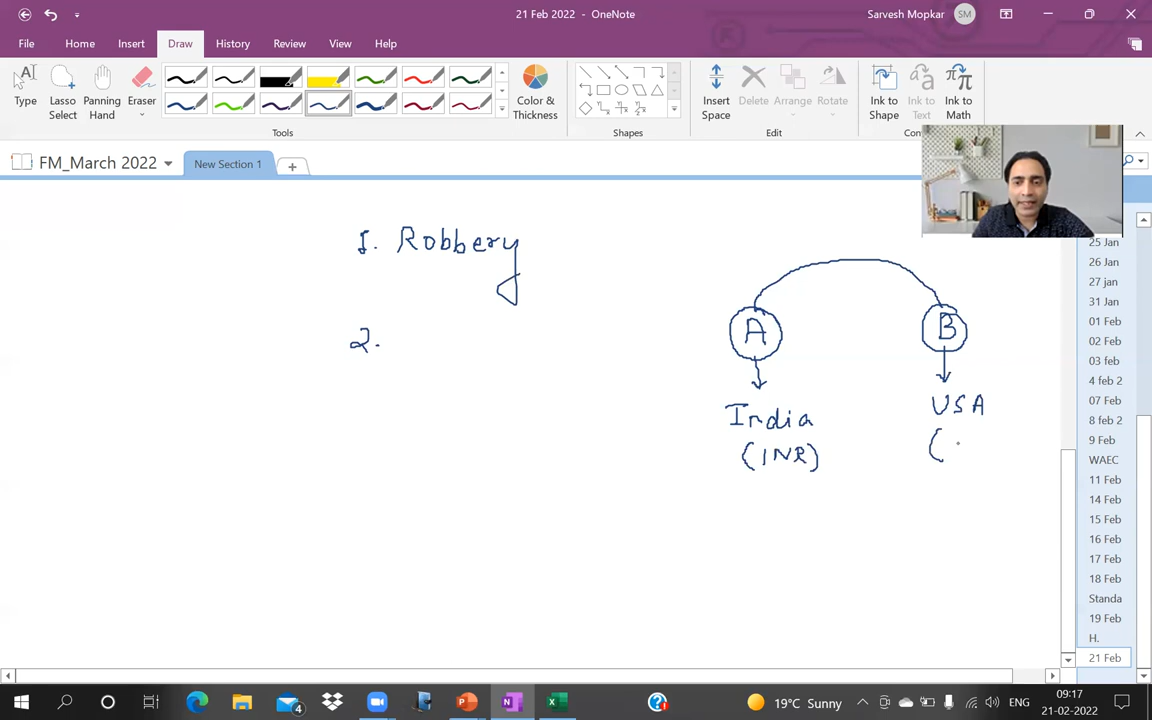 21 Feb 2022 - OneNote
Sarvesh Mopkar
SM
File
Home
Insert
Draw
History
Review
View
Help
Type
Lasso Select
Panning Hand
Eraser
Color & Thickness
Insert Space
Delete
Arrange
Rotate
Ink to Shape
Ink to Text
Ink to Math
Tools
Shapes
Edit
Con
FM_March 2022
New Section 1
1. Robbery
2.
A
B
India
USA
(INR)
(
25 Jan
26 Jan
27 jan
31 Jan
01 Feb
02 Feb
03 feb
4 feb 2
07 Feb
8 feb 2
9 Feb
WAEC
11 Feb
14 Feb
15 Feb
16 Feb
17 Feb
18 Feb
Standa
19 Feb
H.
21 Feb
4
19°C Sunny
ENG
09:17
21-02-2022